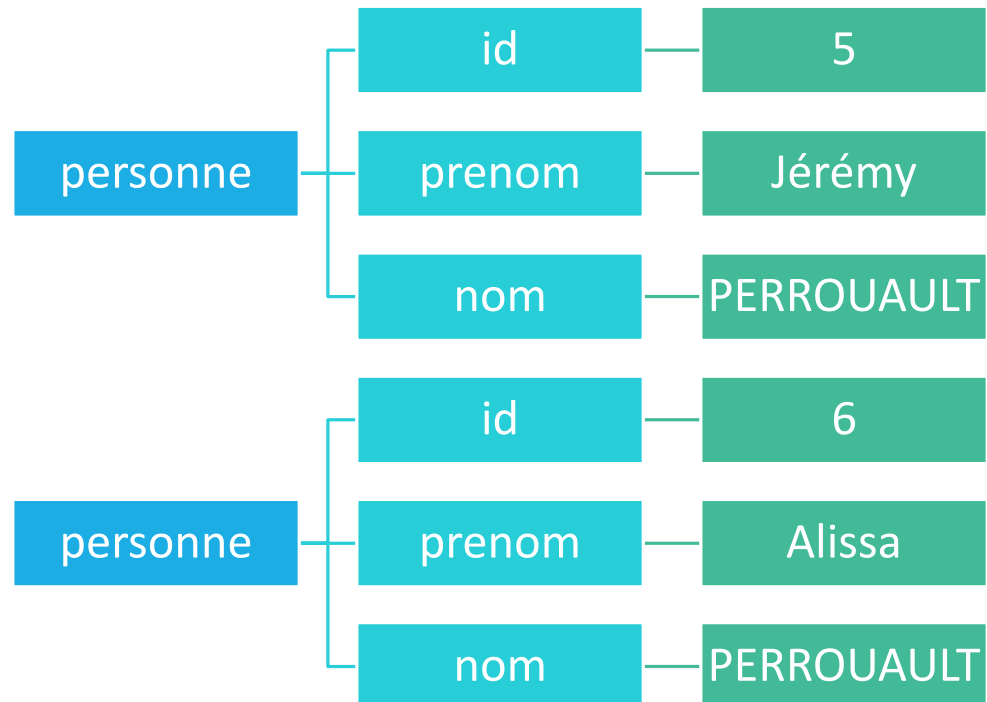 id
5
personne
prenom
Jérémy
nom
PERROUAULT
id
6
personne
prenom
Alissa
nom
PERROUAULT